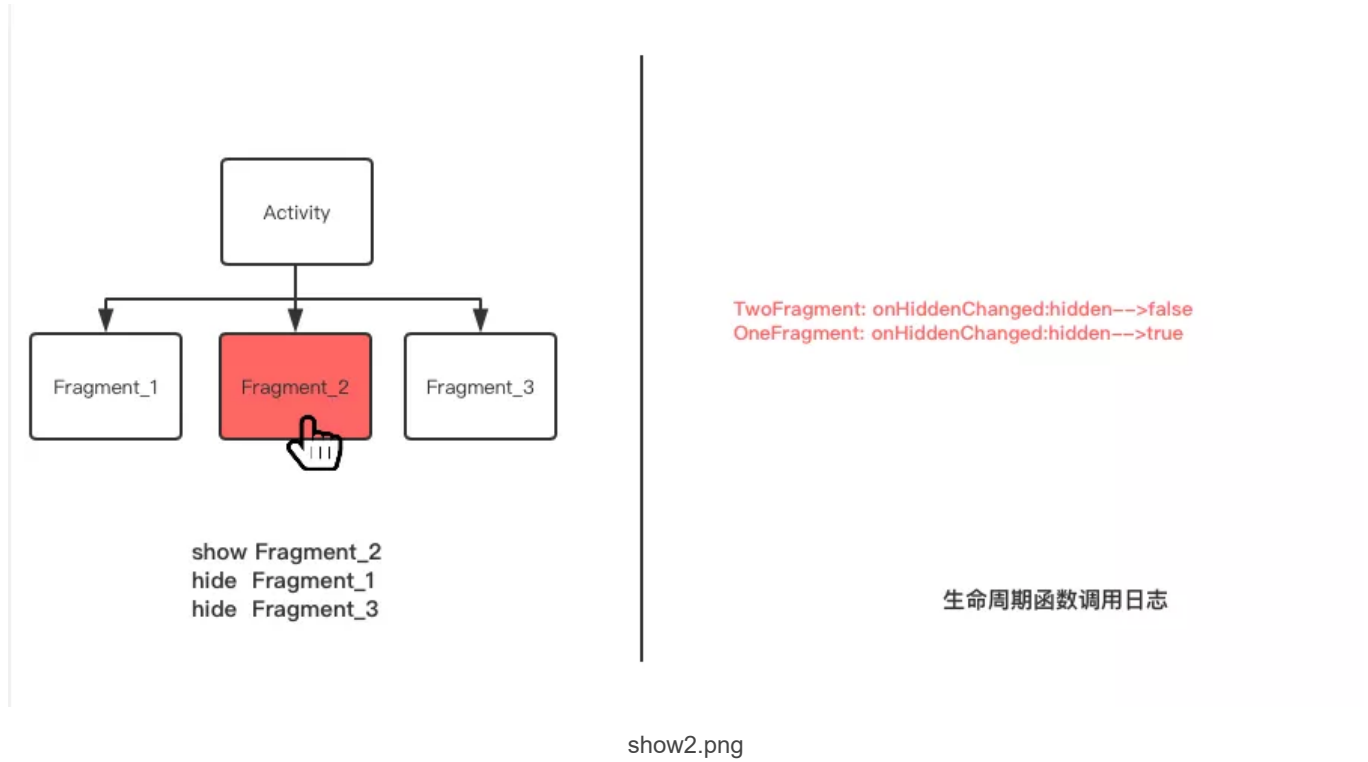 Activity
Fragment_1
Fragment_2
Fragment_3
show Fragment_2
hide Fragment_1
hide Fragment_3
TwoFragment: onHiddenChanged:hidden-->false
OneFragment: onHiddenChanged:hidden-->true
生命周期函数调用日志
show2.png